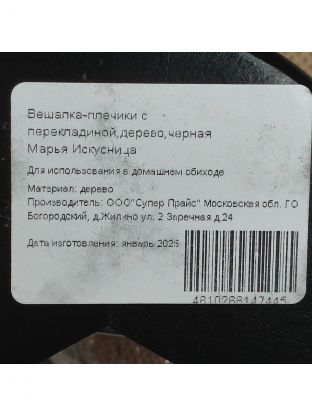 Вешалка-плечики с
перекладиной,дерево,черная
Марья Искусница
Для использования в домашнем обиходе
Материал: дерево
Производитель: ООО"Супер Прайс" Московская обл. ГО
Богородский, д.Жилино ул. 2 Заречная д.24
Дата изготовления: январь 2025
4610268147445